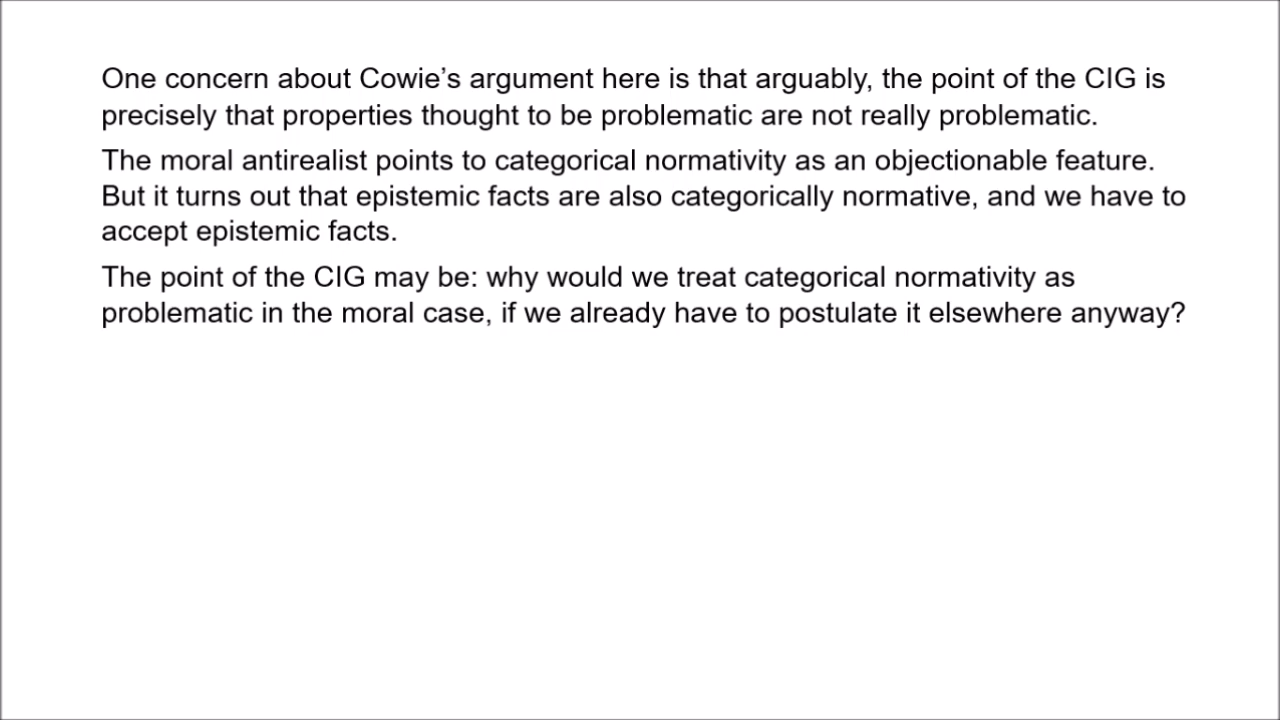 One concern about Cowie’s argument here is that arguably, the point of the CIG is
precisely that properties thought to be problematic are not really problematic.
The moral antirealist points to categorical normativity as an objectionable feature.
But it turns out that epistemic facts are also categorically normative, and we have to
accept epistemic facts.
The point of the CIG may be: why would we treat categorical normativity as
problematic in the moral case, if we already have to postulate it elsewhere anyway?